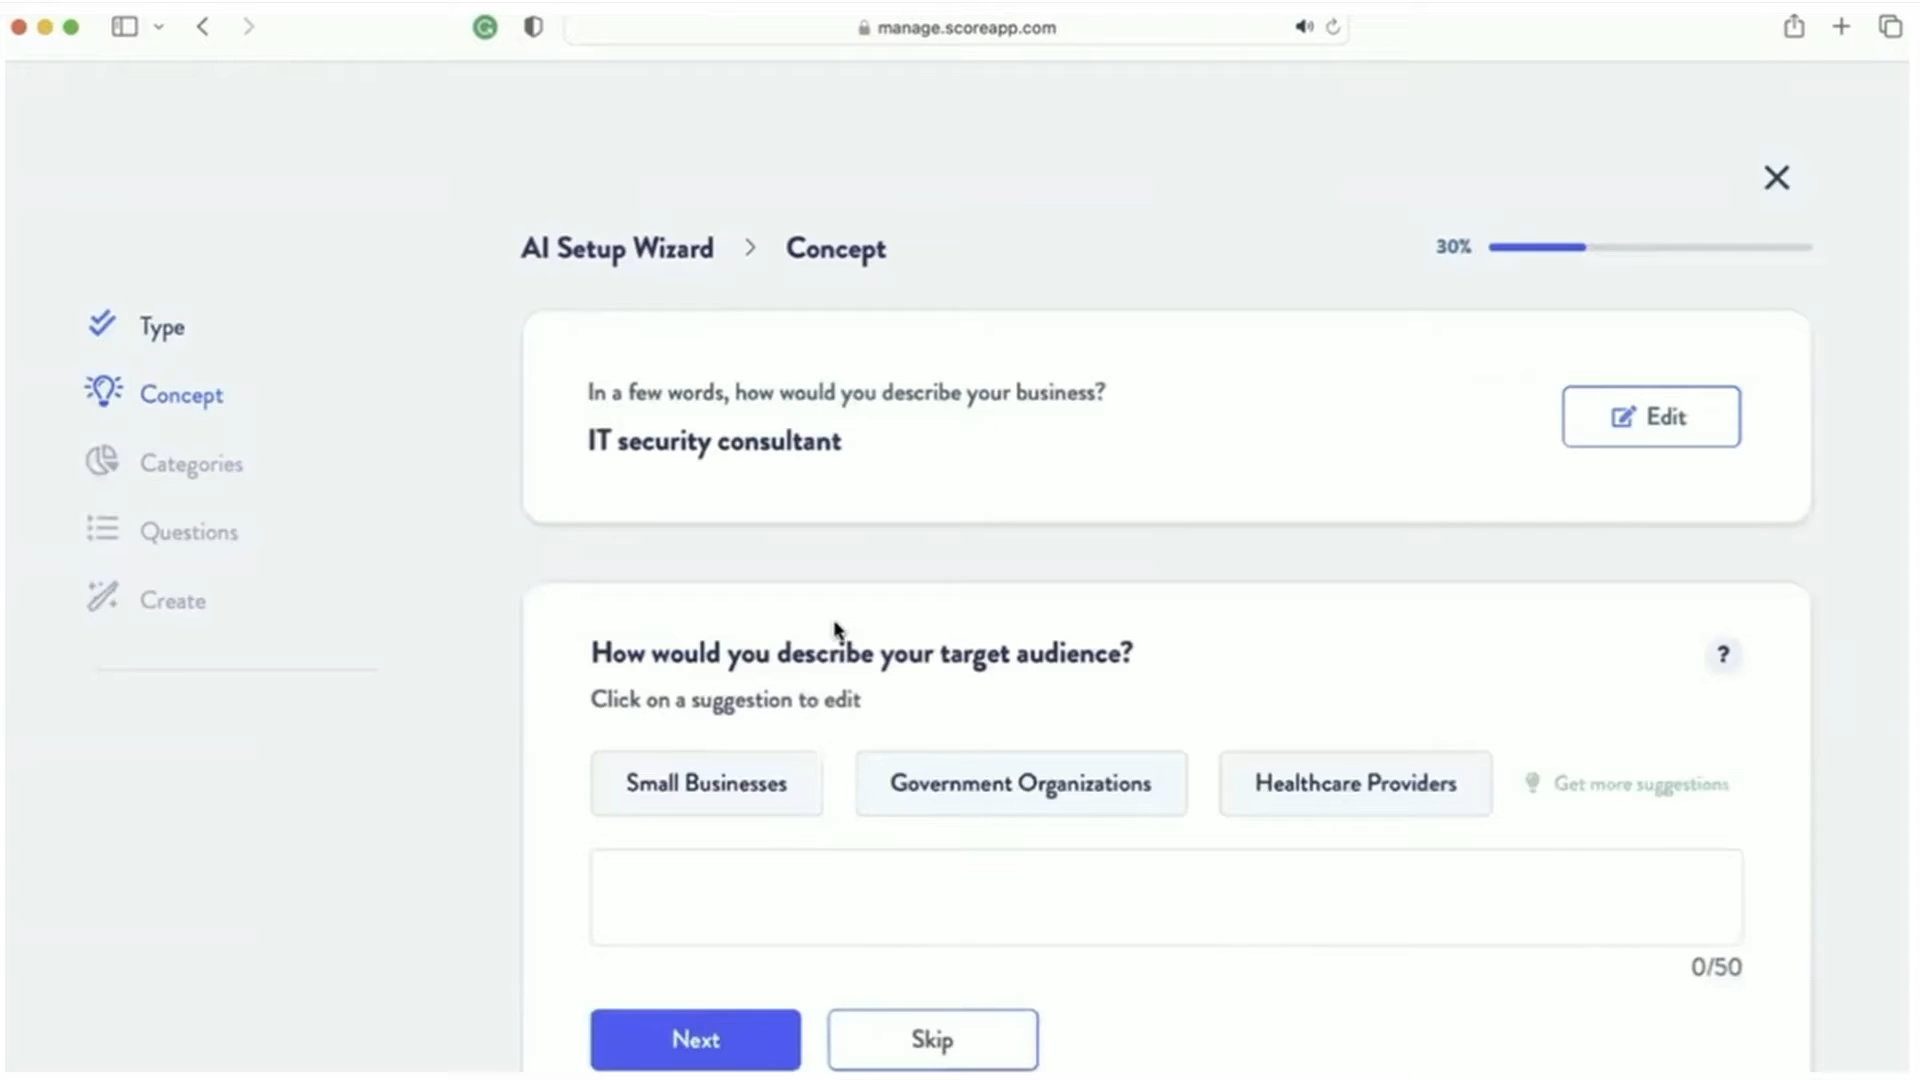 manage.scoreapp.com
AI Setup Wizard > Concept
30%
Type
Concept
Categories
Questions
Create
In a few words, how would you describe your business?
IT security consultant
Edit
How would you describe your target audience?
?
Click on a suggestion to edit
Small Businesses
Government Organizations
Healthcare Providers
Get more suggestions
0/50
Next
Skip